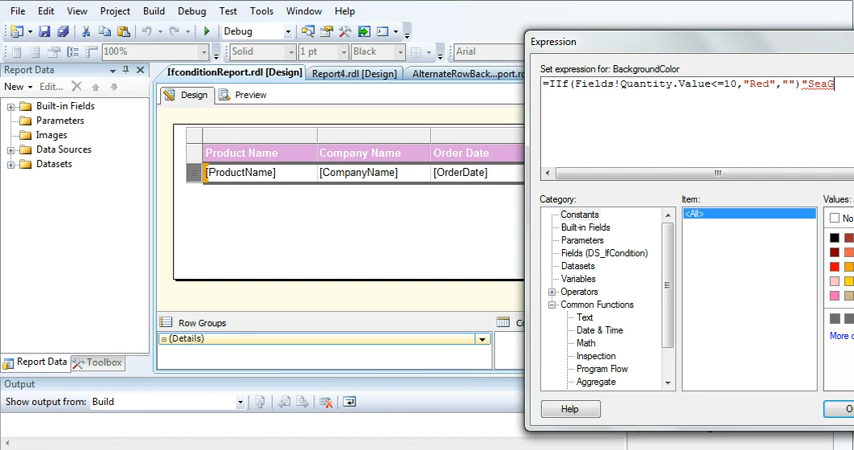 File Edit View Project Build Debug Test Tools Window Help
Debug
100% Solid 1 pt Black Arial
Report Data
New Edit...
Built-in Fields
Parameters
Images
Data Sources
Datasets
Report Data Toolbox
IfconditionReport.rdl [Design] Report4.rdl [Design] AlternateRowBack...port.rd
Design Preview
Product Name Company Name Order Date
[ProductName] [CompanyName] [OrderDate]
Row Groups
(Details)
Output
Show output from: Build
Expression
Set expression for: BackgroundColor
=IIf(Fields!Quantity.Value<=10,"Red","")"SeaG
Category: Item: Values:
Constants
Built-in Fields
Parameters
Fields (DS_IfCondition)
Datasets
Variables
Operators
Common Functions
Text
Date & Time
Math
Inspection
Program Flow
Aggregate
<All>
No
More c
Help